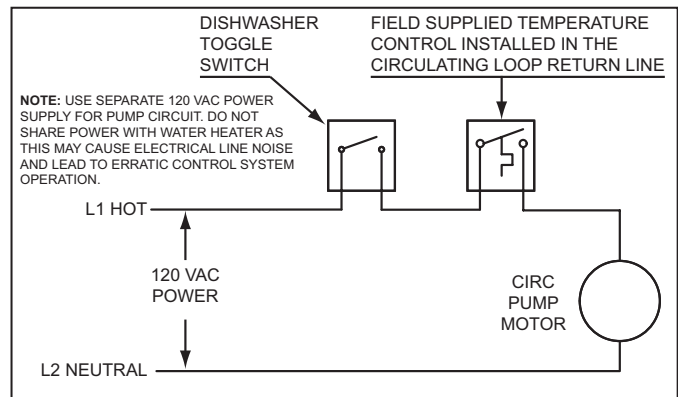 DISHWASHER
TOGGLE
SWITCH
FIELD SUPPLIED TEMPERATURE
CONTROL INSTALLED IN THE
CIRCULATING LOOP RETURN LINE
NOTE: USE SEPARATE 120 VAC POWER
SUPPLY FOR PUMP CIRCUIT. DO NOT
SHARE POWER WITH WATER HEATER AS
THIS MAY CAUSE ELECTRICAL LINE NOISE
AND LEAD TO ERRATIC CONTROL SYSTEM
OPERATION.
L1 HOT
120 VAC
POWER
CIRC
PUMP
MOTOR
L2 NEUTRAL